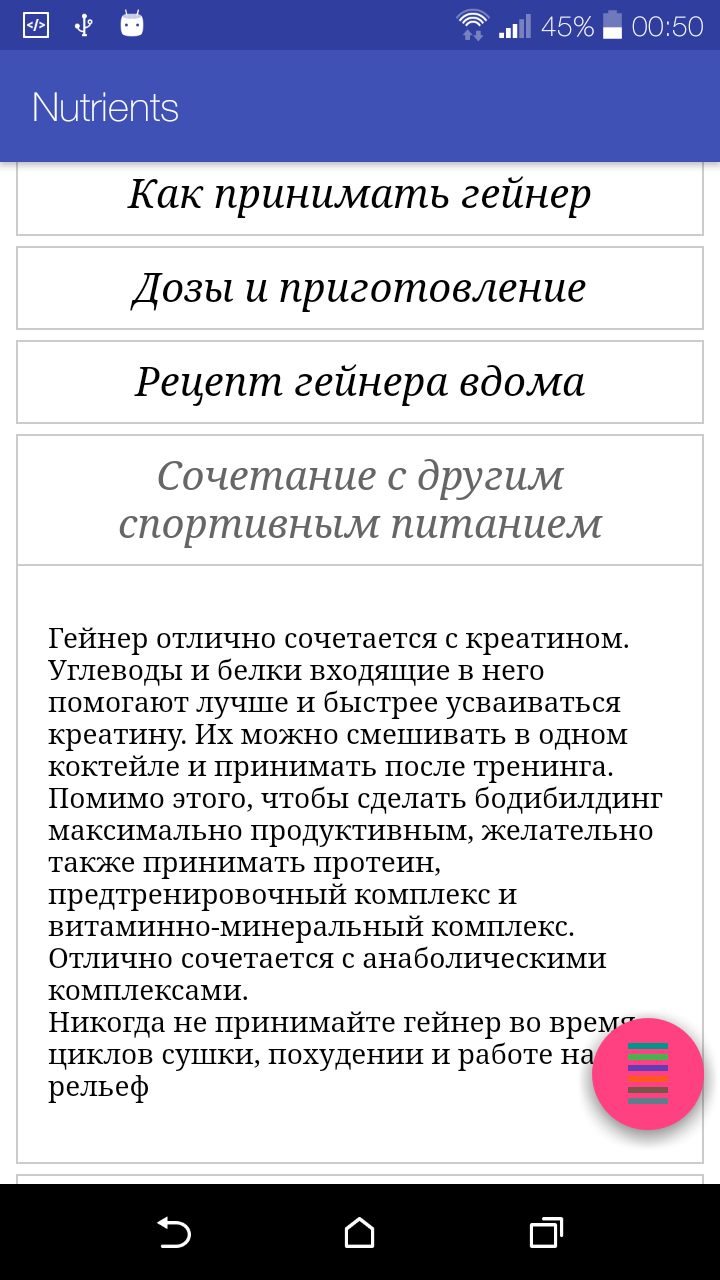 45% 00:50
Nutrients
Как принимать гейнер
Дозы и приготовление
Рецепт гейнера вдома
Сочетание с другим
спортивным питанием
Гейнер отлично сочетается с креатином.
Углеводы и белки входящие в него
помогают лучше и быстрее усваиваться
креатину. Их можно смешивать в одном
коктейле и принимать после тренинга.
Помимо этого, чтобы сделать бодибилдинг
максимально продуктивным, желательно
также принимать протеин,
предтренировочный комплекс и
витаминно-минеральный комплекс.
Отлично сочетается с анаболическими
комплексами.
Никогда не принимайте гейнер во время
циклов сушки, похудении и работе на
рельеф